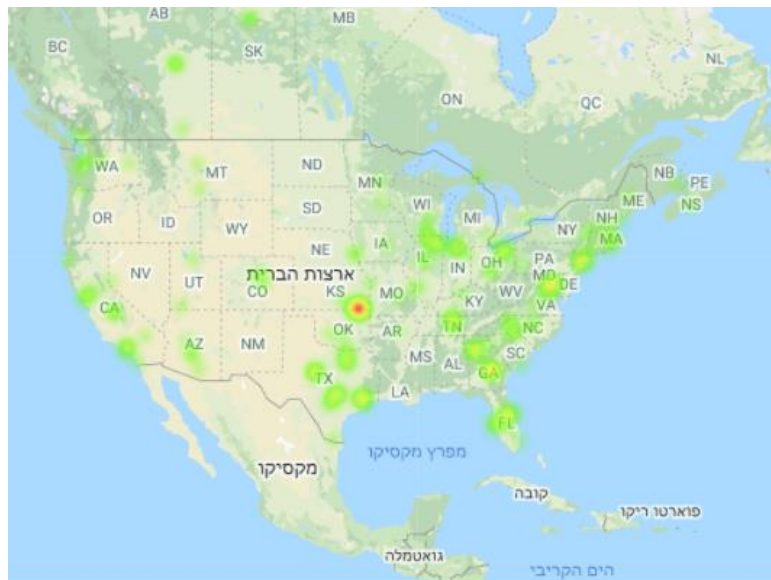 AB
MB
BC
SK
NL
ON
QC
WA
MT
ND
MN
NB
PE
NS
ME
OR
ID
SD
WI
MI
NH
WY
NY
MA
IA
NE
NV
UT
IL
IN
OH
PA
MD
DE
ארצות הברית
CO
KS
MO
WV
VA
KY
CA
OK
TN
NC
AZ
NM
AR
SC
MS
AL
GA
TX
LA
FL
מפרץ מקסיקו
מקסיקו
קובה
פוארטו ריקו
גואטמלה
הים הקריבי